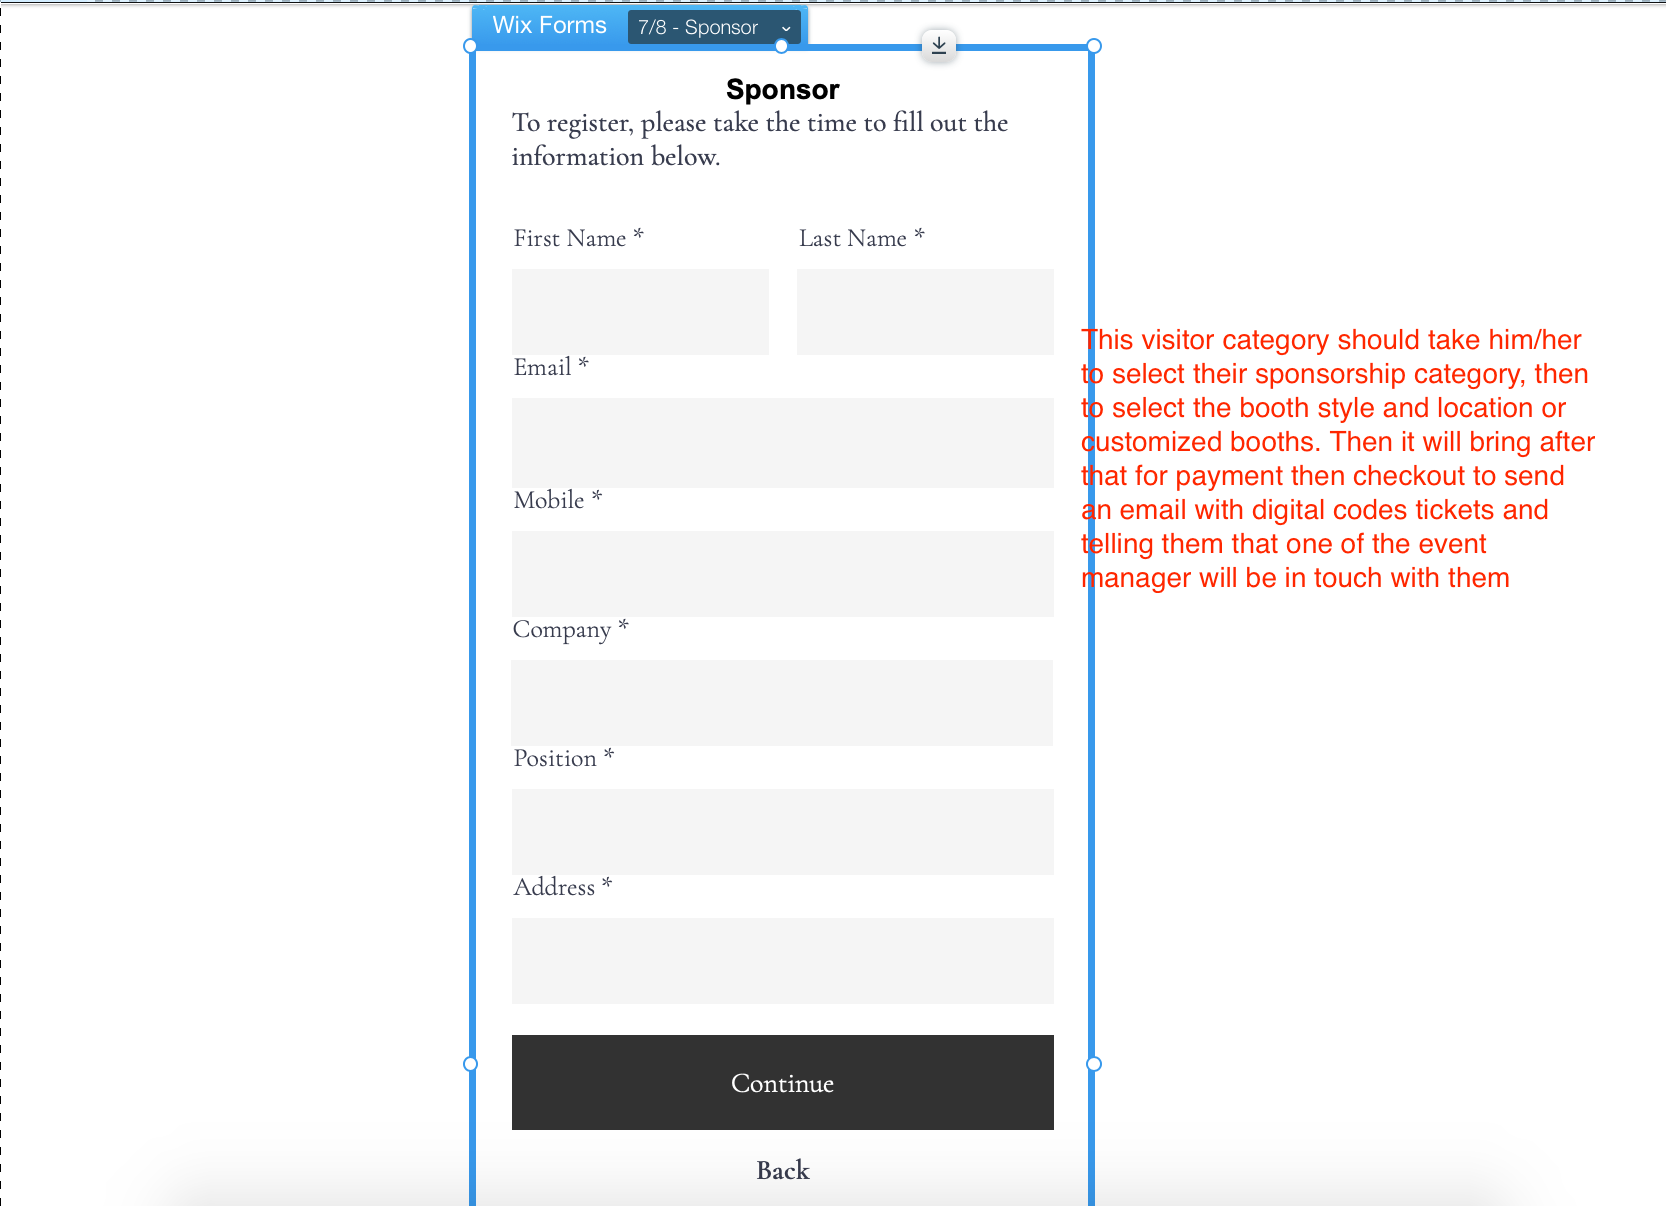 Wix Forms 7/8 - Sponsor
Sponsor
To register, please take the time to fill out the
information below.
First Name * Last Name *
Email *
Mobile *
Company *
Position *
Address *
Continue
Back
This visitor category should take him/her
to select their sponsorship category, then
to select the booth style and location or
customized booths. Then it will bring after
that for payment then checkout to send
an email with digital codes tickets and
telling them that one of the event
manager will be in touch with them